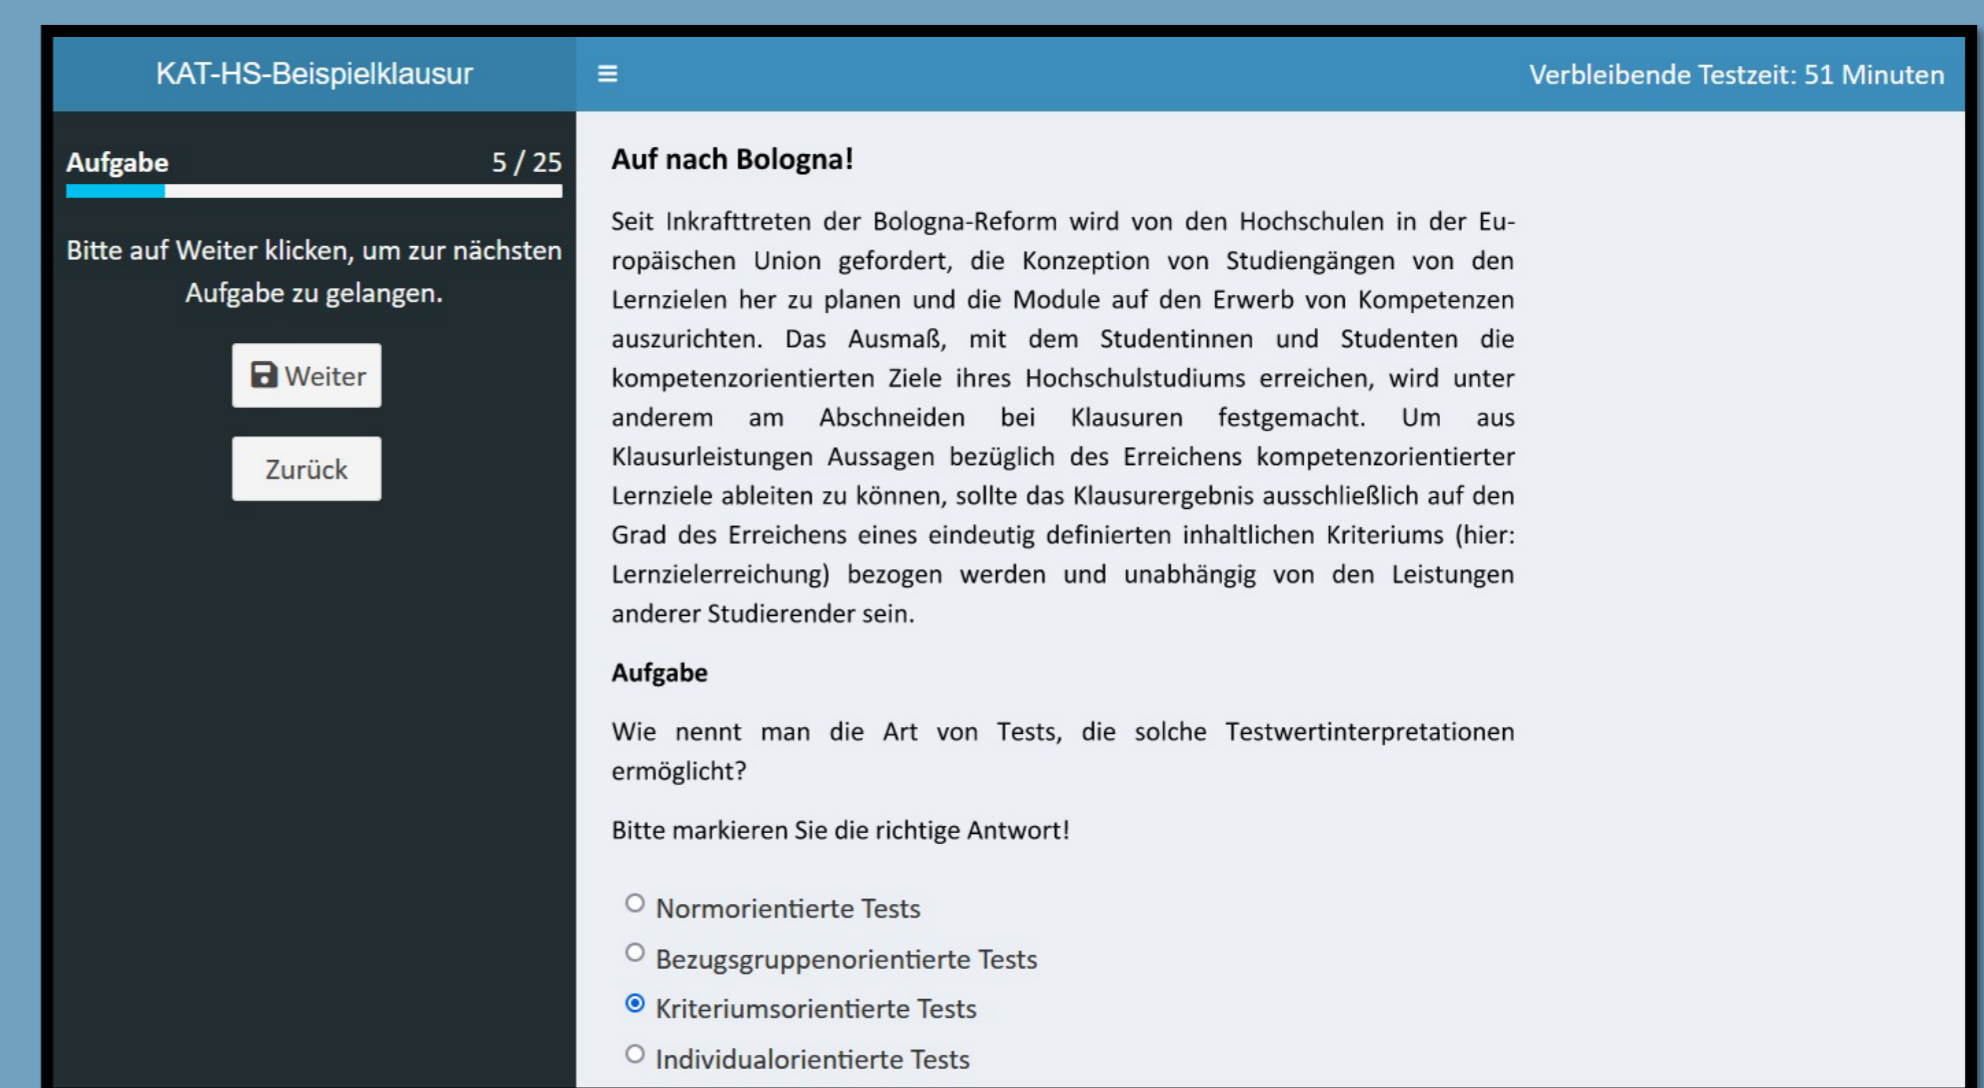 KAT-HS-Beispielklausur
Verbleibende Testzeit: 51 Minuten
Aufgabe 5 / 25
Bitte auf Weiter klicken, um zur nächsten
Aufgabe zu gelangen.
Weiter
Zurück
Auf nach Bologna!
Seit Inkrafttreten der Bologna-Reform wird von den Hochschulen in der Eu-
ropäischen Union gefordert, die Konzeption von Studiengängen von den
Lernzielen her zu planen und die Module auf den Erwerb von Kompetenzen
auszurichten. Das Ausmaß, mit dem Studentinnen und Studenten die
kompetenzorientierten Ziele ihres Hochschulstudiums erreichen, wird unter
anderem am Abschneiden bei Klausuren festgemacht. Um aus
Klausurleistungen Aussagen bezüglich des Erreichens kompetenzorientierter
Lernziele ableiten zu können, sollte das Klausurergebnis ausschließlich auf den
Grad des Erreichens eines eindeutig definierten inhaltlichen Kriteriums (hier:
Lernzielerreichung) bezogen werden und unabhängig von den Leistungen
anderer Studierender sein.
Aufgabe
Wie nennt man die Art von Tests, die solche Testwertinterpretationen
ermöglicht?
Bitte markieren Sie die richtige Antwort!
Normorientierte Tests
Bezugsgruppenorientierte Tests
Kriteriumsorientierte Tests
Individualorientierte Tests